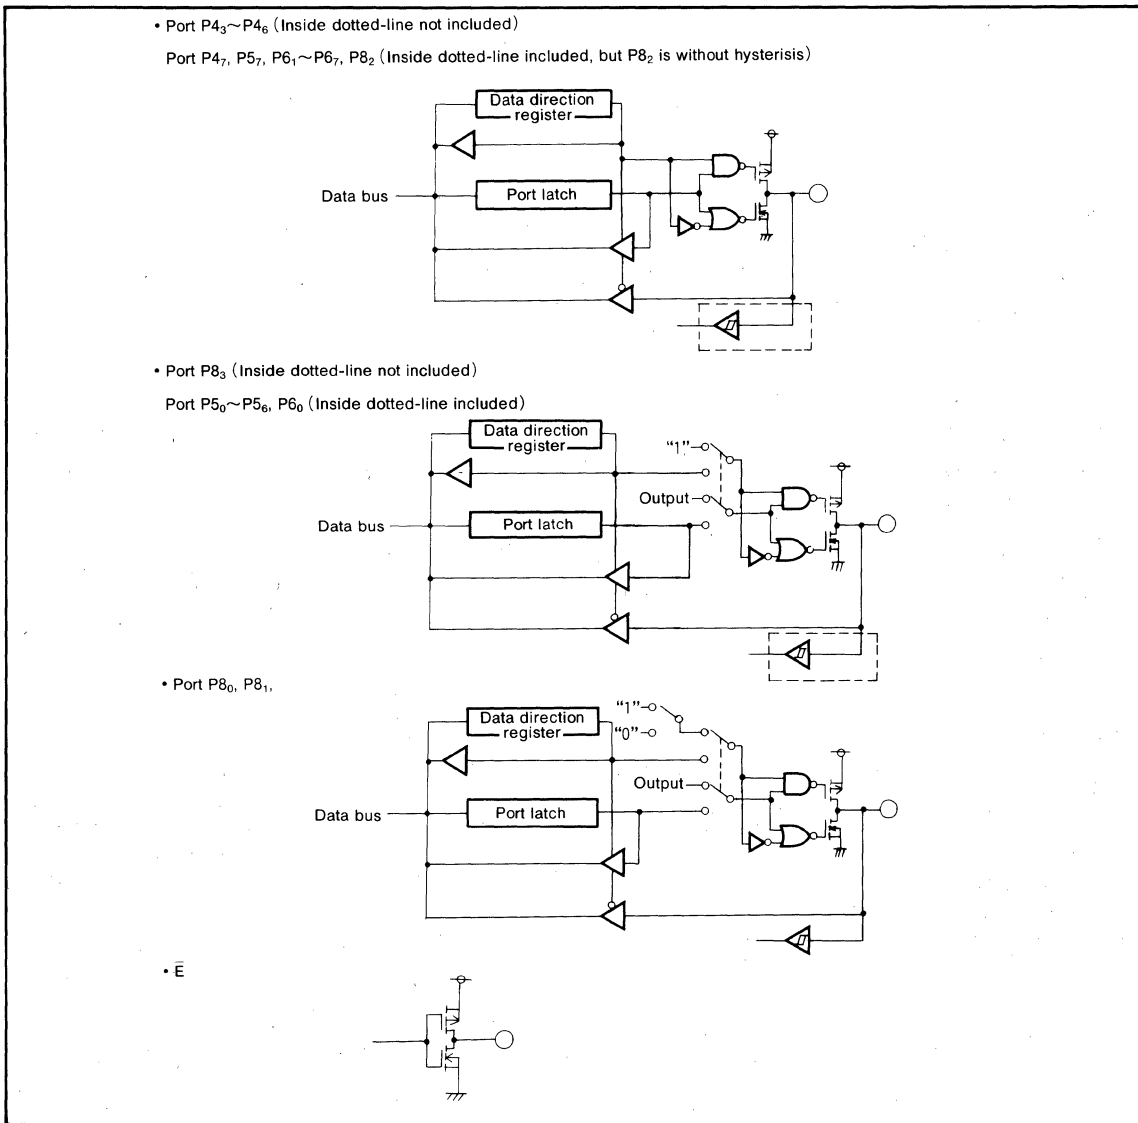 • Port P4₃~P4₆ (Inside dotted-line not included)
Port P4₇, P5₇, P6₁~P6₇, P8₂ (Inside dotted-line included, but P8₂ is without hysterisis)
Data direction
register
Data bus
Port latch
• Port P8₃ (Inside dotted-line not included)
Port P5₀~P5₆, P6₀ (Inside dotted-line included)
Data direction
register
“1”
Output
Data bus
Port latch
• Port P8₀, P8₁,
Data direction
register
“1”
“0”
Output
Data bus
Port latch
• E̅